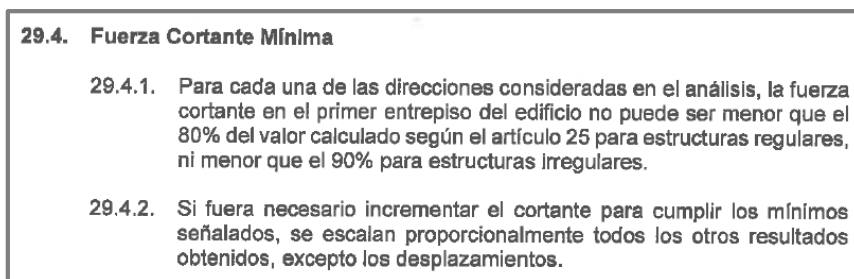 29.4. Fuerza Cortante Mínima
29.4.1. Para cada una de las direcciones consideradas en el análisis, la fuerza
cortante en el primer entrepiso del edificio no puede ser menor que el
80% del valor calculado según el artículo 25 para estructuras regulares,
ni menor que el 90% para estructuras irregulares.
29.4.2. Si fuera necesario incrementar el cortante para cumplir los mínimos
señalados, se escalan proporcionalmente todos los otros resultados
obtenidos, excepto los desplazamientos.